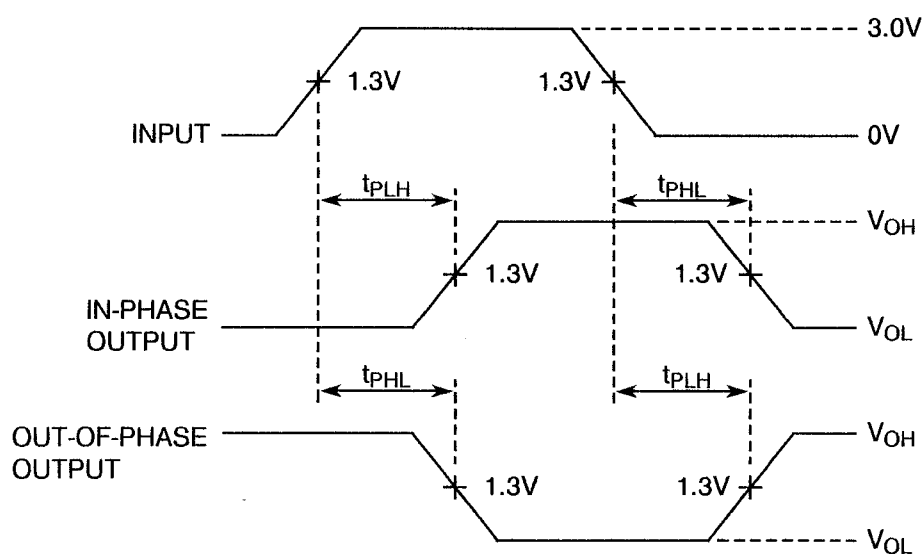 3.0V
1.3V
1.3V
INPUT
0V
tPLH
tPHL
VOH
1.3V
1.3V
IN-PHASE
OUTPUT
VOL
tPHL
tPLH
OUT-OF-PHASE
OUTPUT
VOH
1.3V
1.3V
VOL